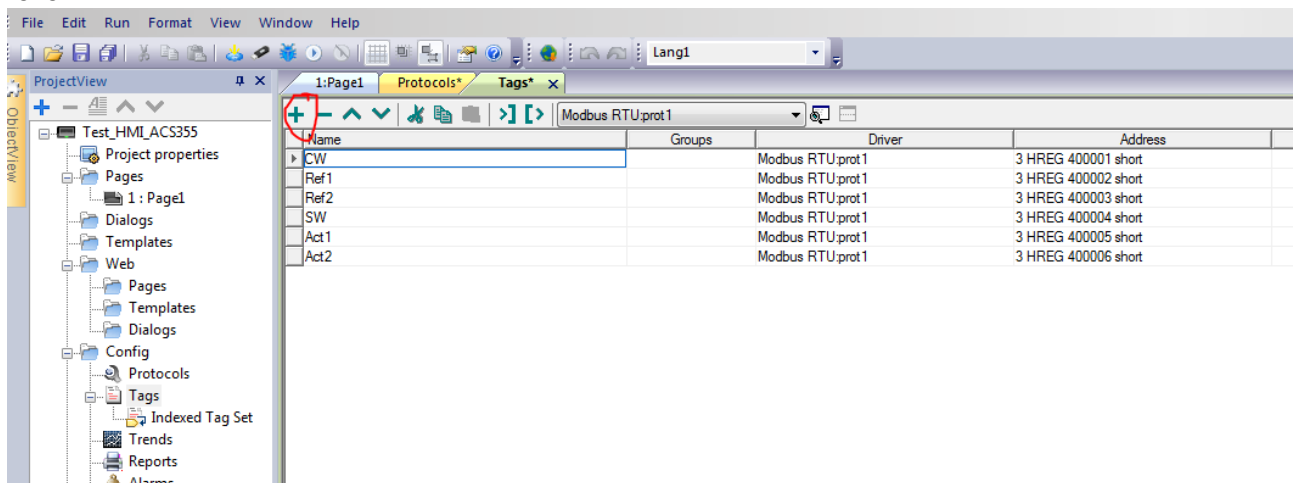 File Edit Run Format View Window Help
Lang1
ProjectView
1:Page1 Protocols* Tags* x
ObjectView
Modbus RTU:prot1
Test_HMI_ACS355
Project properties
Pages
1 : Page1
Dialogs
Templates
Web
Pages
Templates
Dialogs
Config
Protocols
Tags
Indexed Tag Set
Trends
Reports
Alarms
Name Groups Driver Address
CW Modbus RTU:prot1 3 HREG 400001 short
Ref1 Modbus RTU:prot1 3 HREG 400002 short
Ref2 Modbus RTU:prot1 3 HREG 400003 short
SW Modbus RTU:prot1 3 HREG 400004 short
Act1 Modbus RTU:prot1 3 HREG 400005 short
Act2 Modbus RTU:prot1 3 HREG 400006 short